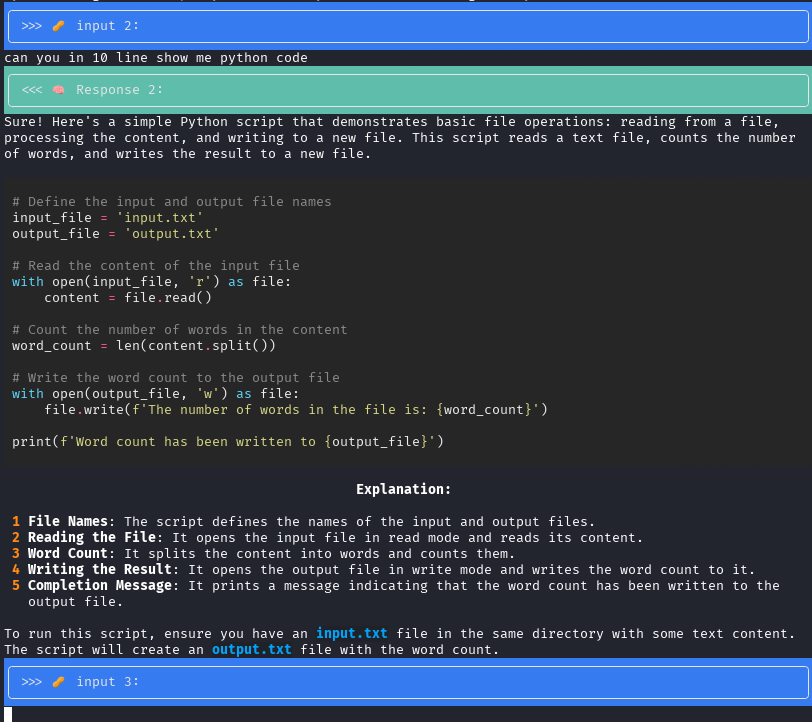 >>> 🥜 input 2:
can you in 10 line show me python code
<<< 🧠 Response 2:
Sure! Here's a simple Python script that demonstrates basic file operations: reading from a file,
processing the content, and writing to a new file. This script reads a text file, counts the number
of words, and writes the result to a new file.
# Define the input and output file names
input_file = 'input.txt'
output_file = 'output.txt'
# Read the content of the input file
with open(input_file, 'r') as file:
    content = file.read()
# Count the number of words in the content
word_count = len(content.split())
# Write the word count to the output file
with open(output_file, 'w') as file:
    file.write(f'The number of words in the file is: {word_count}')
print(f'Word count has been written to {output_file}')
Explanation:
1 File Names: The script defines the names of the input and output files.
2 Reading the File: It opens the input file in read mode and reads its content.
3 Word Count: It splits the content into words and counts them.
4 Writing the Result: It opens the output file in write mode and writes the word count to it.
5 Completion Message: It prints a message indicating that the word count has been written to the
output file.
To run this script, ensure you have an input.txt file in the same directory with some text content.
The script will create an output.txt file with the word count.
>>> 🥜 input 3: